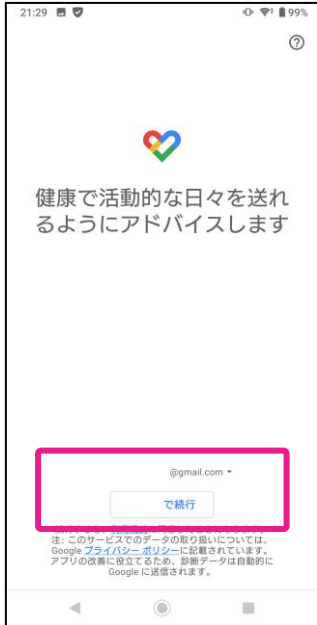 21:29 99%
健康で活動的な日々を送れ
るようにアドバイスします
@gmail.com
で続行
注: このサービスでのデータの取り扱いについては、
Google プライバシー ポリシーに記載されています。
アプリの改善に役立てるため、診断データは自動的に
Google に送信されます。